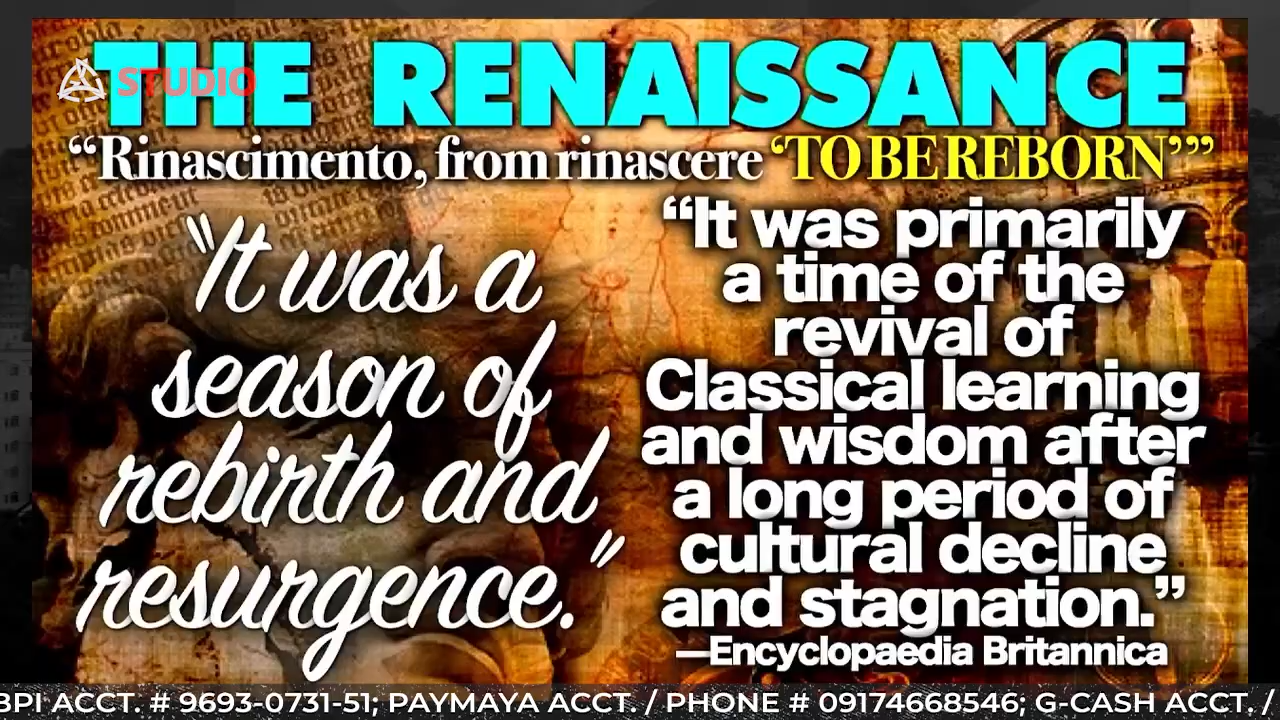 STUDIO
THE RENAISSANCE
“Rinascimento, from rinascere ‘TO BE REBORN’”
“It was a
season of
rebirth and
resurgence.”
“It was primarily
a time of the
revival of
Classical learning
and wisdom after
a long period of
cultural decline
and stagnation.”
—Encyclopaedia Britannica
BPI ACCT. # 9693-0731-51; PAYMAYA ACCT. / PHONE # 09174668546; G-CASH ACCT. /